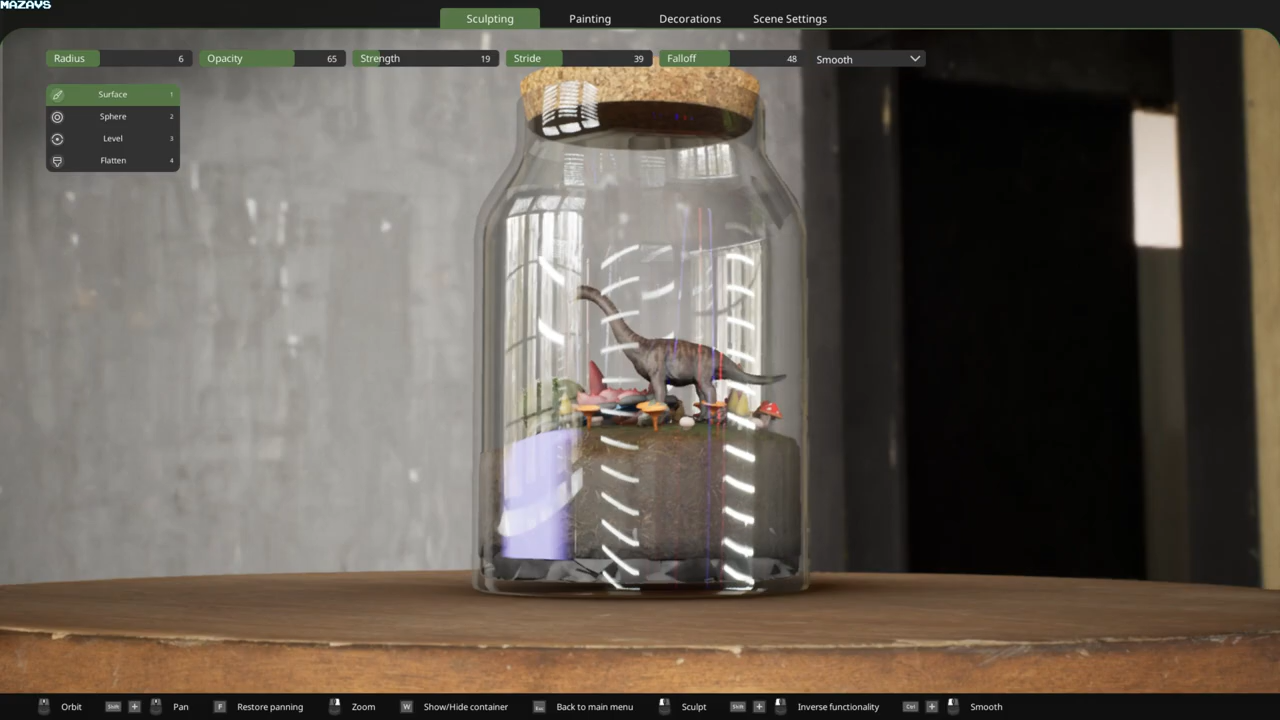 MAZAVS
Sculpting Painting Decorations Scene Settings
Radius 6 Opacity 65 Strength 19 Stride 39 Falloff 48 Smooth
Surface 1
Sphere 2
Level 3
Flatten 4
Orbit Shift + Pan F Restore panning Zoom W Show/Hide container Esc Back to main menu Sculpt Shift + Inverse functionality Ctrl + Smooth